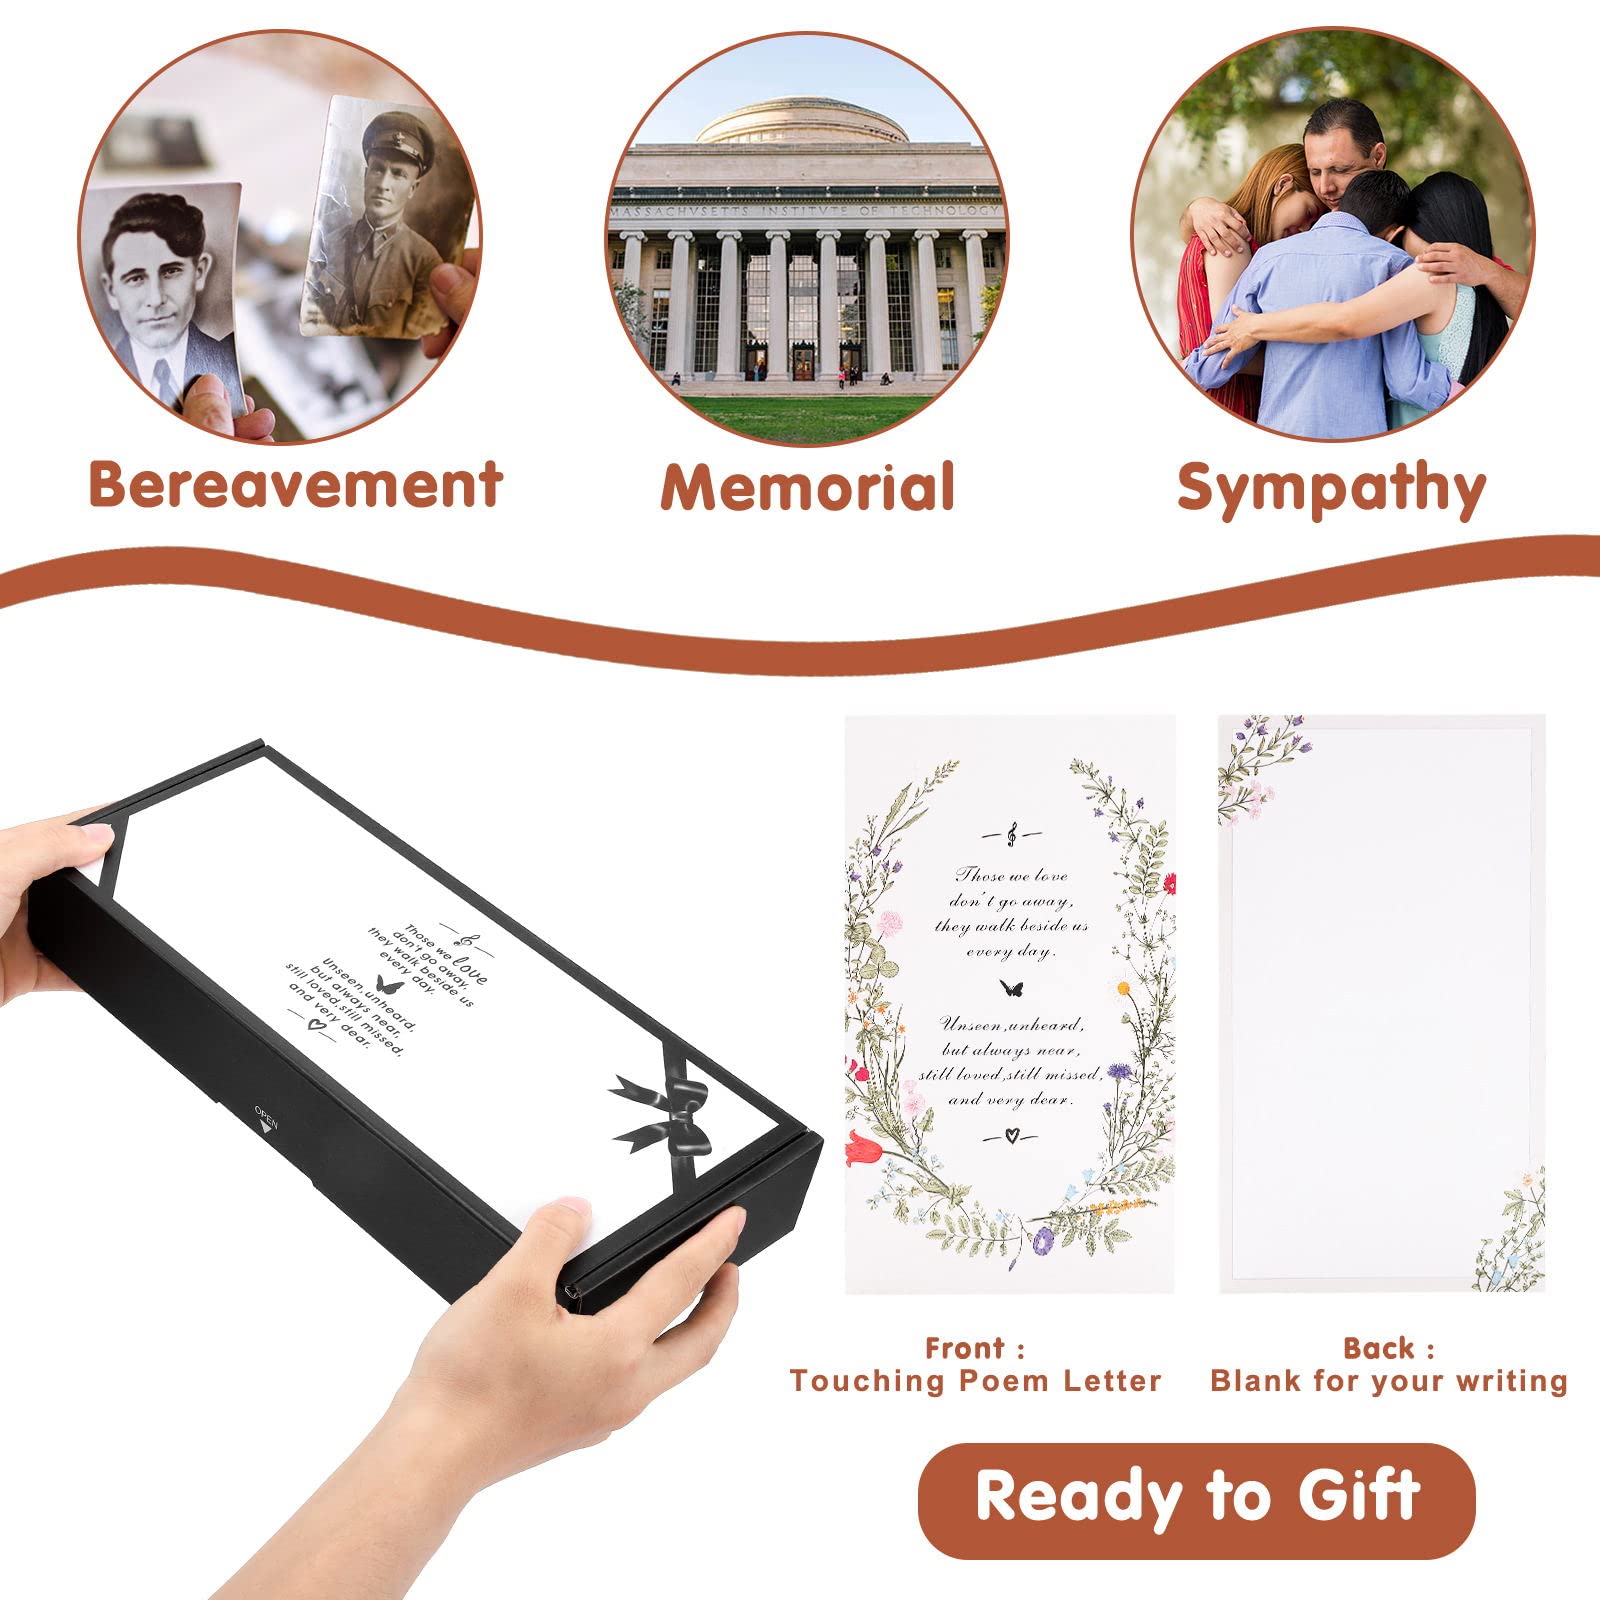 MASSACHVSETTS INSTITVTE OF TECHNOLOGY
Bereavement
Memorial
Sympathy
Those we love
don't go away,
they walk beside us
every day.
Unseen,unheard,
but always near,
still loved,still missed,
and very dear.
OPEN
Those we love
don't go away,
they walk beside us
every day.
Unseen,unheard,
but always near,
still loved,still missed,
and very dear.
Front :
Touching Poem Letter
Back :
Blank for your writing
Ready to Gift